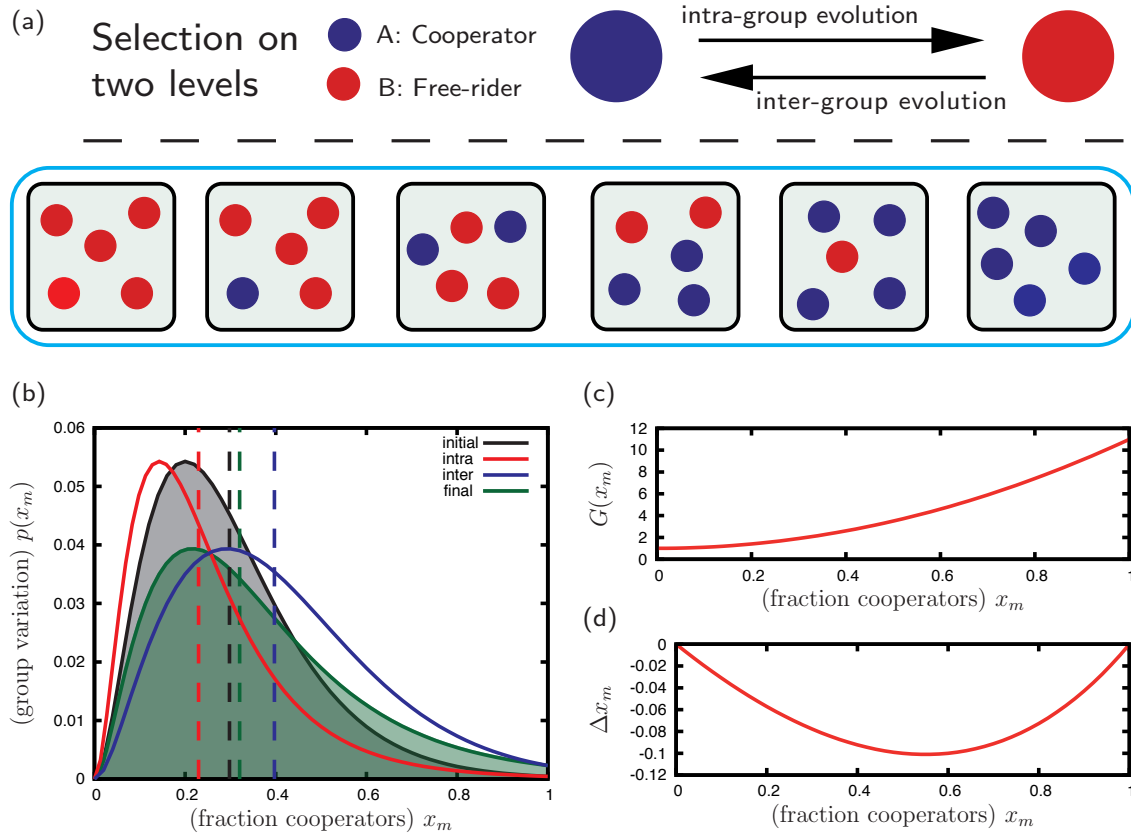 (a)
Selection on
two levels
A: Cooperator
B: Free-rider
intra-group evolution
inter-group evolution
(b)
0.06
0.05
0.04
0.03
0.02
0.01
0
0 0.2 0.4 0.6 0.8 1
(group variation) p(x_m)
(fraction cooperators) x_m
initial
intra
inter
final
(c)
12
10
8
6
4
2
0
0 0.2 0.4 0.6 0.8 1
G(x_m)
(fraction cooperators) x_m
(d)
0
-0.02
-0.04
-0.06
-0.08
-0.1
-0.12
0 0.2 0.4 0.6 0.8 1
Δx_m
(fraction cooperators) x_m